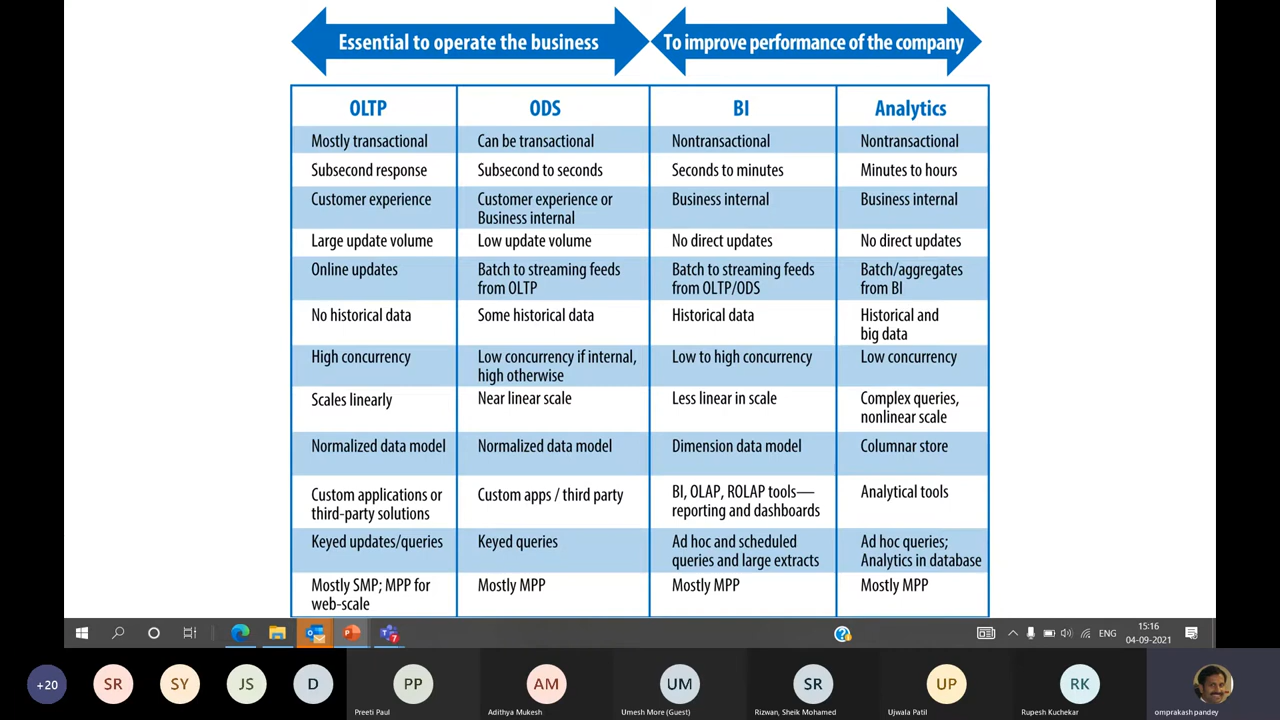 Essential to operate the business
To improve performance of the company
OLTP
ODS
BI
Analytics
Mostly transactional
Can be transactional
Nontransactional
Nontransactional
Subsecond response
Subsecond to seconds
Seconds to minutes
Minutes to hours
Customer experience
Customer experience or
Business internal
Business internal
Business internal
Large update volume
Low update volume
No direct updates
No direct updates
Online updates
Batch to streaming feeds
from OLTP
Batch to streaming feeds
from OLTP/ODS
Batch/aggregates
from BI
No historical data
Some historical data
Historical data
Historical and
big data
High concurrency
Low concurrency if internal,
high otherwise
Low to high concurrency
Low concurrency
Scales linearly
Near linear scale
Less linear in scale
Complex queries,
nonlinear scale
Normalized data model
Normalized data model
Dimension data model
Columnar store
Custom applications or
third-party solutions
Custom apps / third party
BI, OLAP, ROLAP tools—
reporting and dashboards
Analytical tools
Keyed updates/queries
Keyed queries
Ad hoc and scheduled
queries and large extracts
Ad hoc queries;
Analytics in database
Mostly SMP; MPP for
web-scale
Mostly MPP
Mostly MPP
Mostly MPP
7
ENG
15:16
04-09-2021
+20
SR
SY
JS
D
PP
Preeti Paul
AM
Adithya Mukesh
UM
Umesh More (Guest)
SR
Rizwan, Sheik Mohamed
UP
Ujwala Patil
RK
Rupesh Kuchekar
omprakash pandey